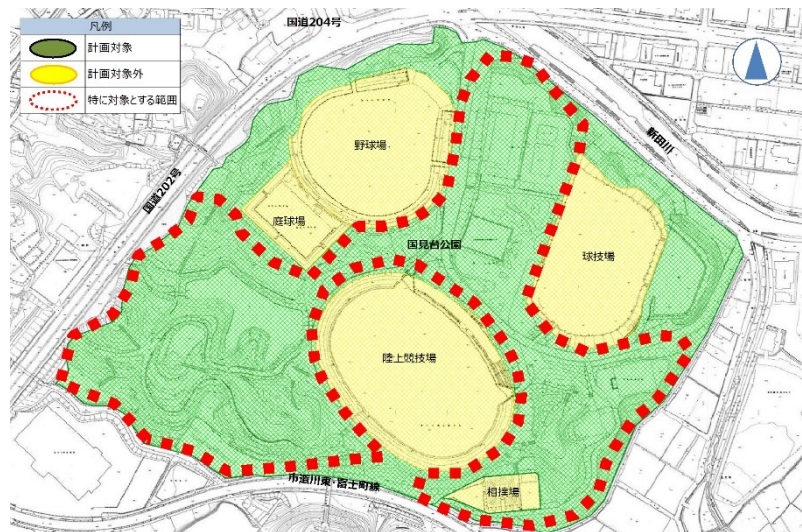 国道204号
凡例
計画対象
計画対象外
特に対象とする範囲
新田川
野球場
国道202号
庭球場
国見台公園
球技場
陸上競技場
相撲場
市道川東・富士町線